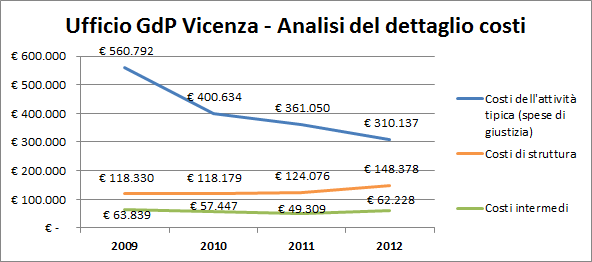 Ufficio GdP Vicenza - Analisi del dettaglio costi
€ 600.000
€ 560.792
€ 500.000
€ 400.634
€ 400.000
€ 361.050
€ 310.137
€ 300.000
€ 200.000
€ 118.330
€ 118.179
€ 124.076
€ 148.378
€ 100.000
€ 63.839
€ 57.447
€ 49.309
€ 62.228
€ -
2009 2010 2011 2012
Costi dell'attività
tipica (spese di
giustizia)
Costi di struttura
Costi intermedi